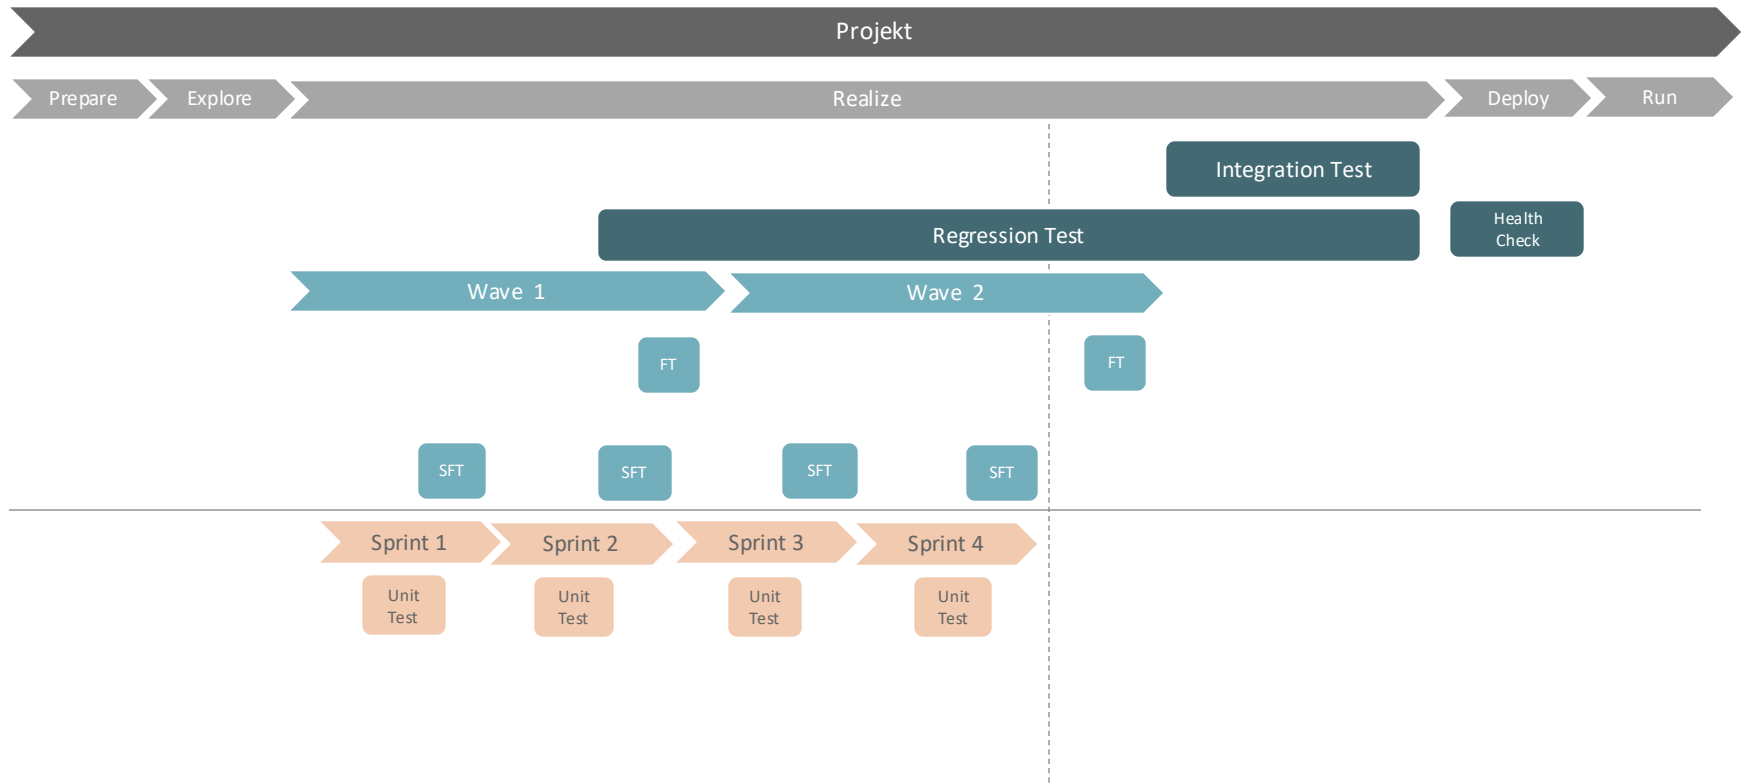 Projekt
Prepare
Explore
Realize
Deploy
Run
Integration Test
Regression Test
Health
Check
Wave 1
Wave 2
FT
FT
SFT
SFT
SFT
SFT
Sprint 1
Sprint 2
Sprint 3
Sprint 4
Unit
Test
Unit
Test
Unit
Test
Unit
Test